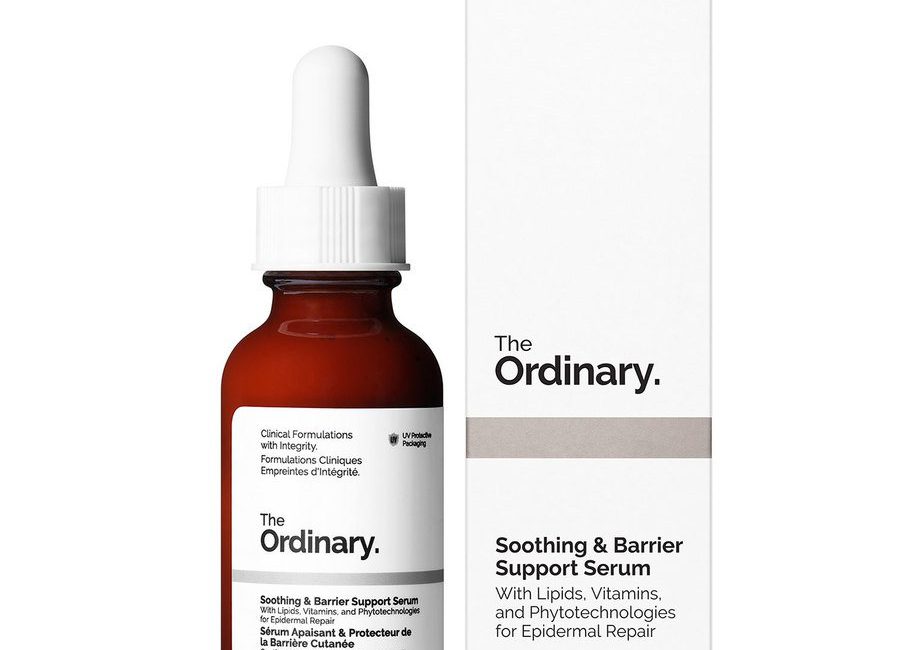 Clinical Formulations
with Integrity.
Formulations Cliniques
Empreintes d'Intégrité.
UV
UV Protective
Packaging
The
Ordinary.
Soothing & Barrier Support Serum
With Lipids, Vitamins, and Phytotechnologies
for Epidermal Repair
Sérum Apaisant & Protecteur de
la Barrière Cutanée
The
Ordinary.
Soothing & Barrier
Support Serum
With Lipids, Vitamins,
and Phytotechnologies
for Epidermal Repair